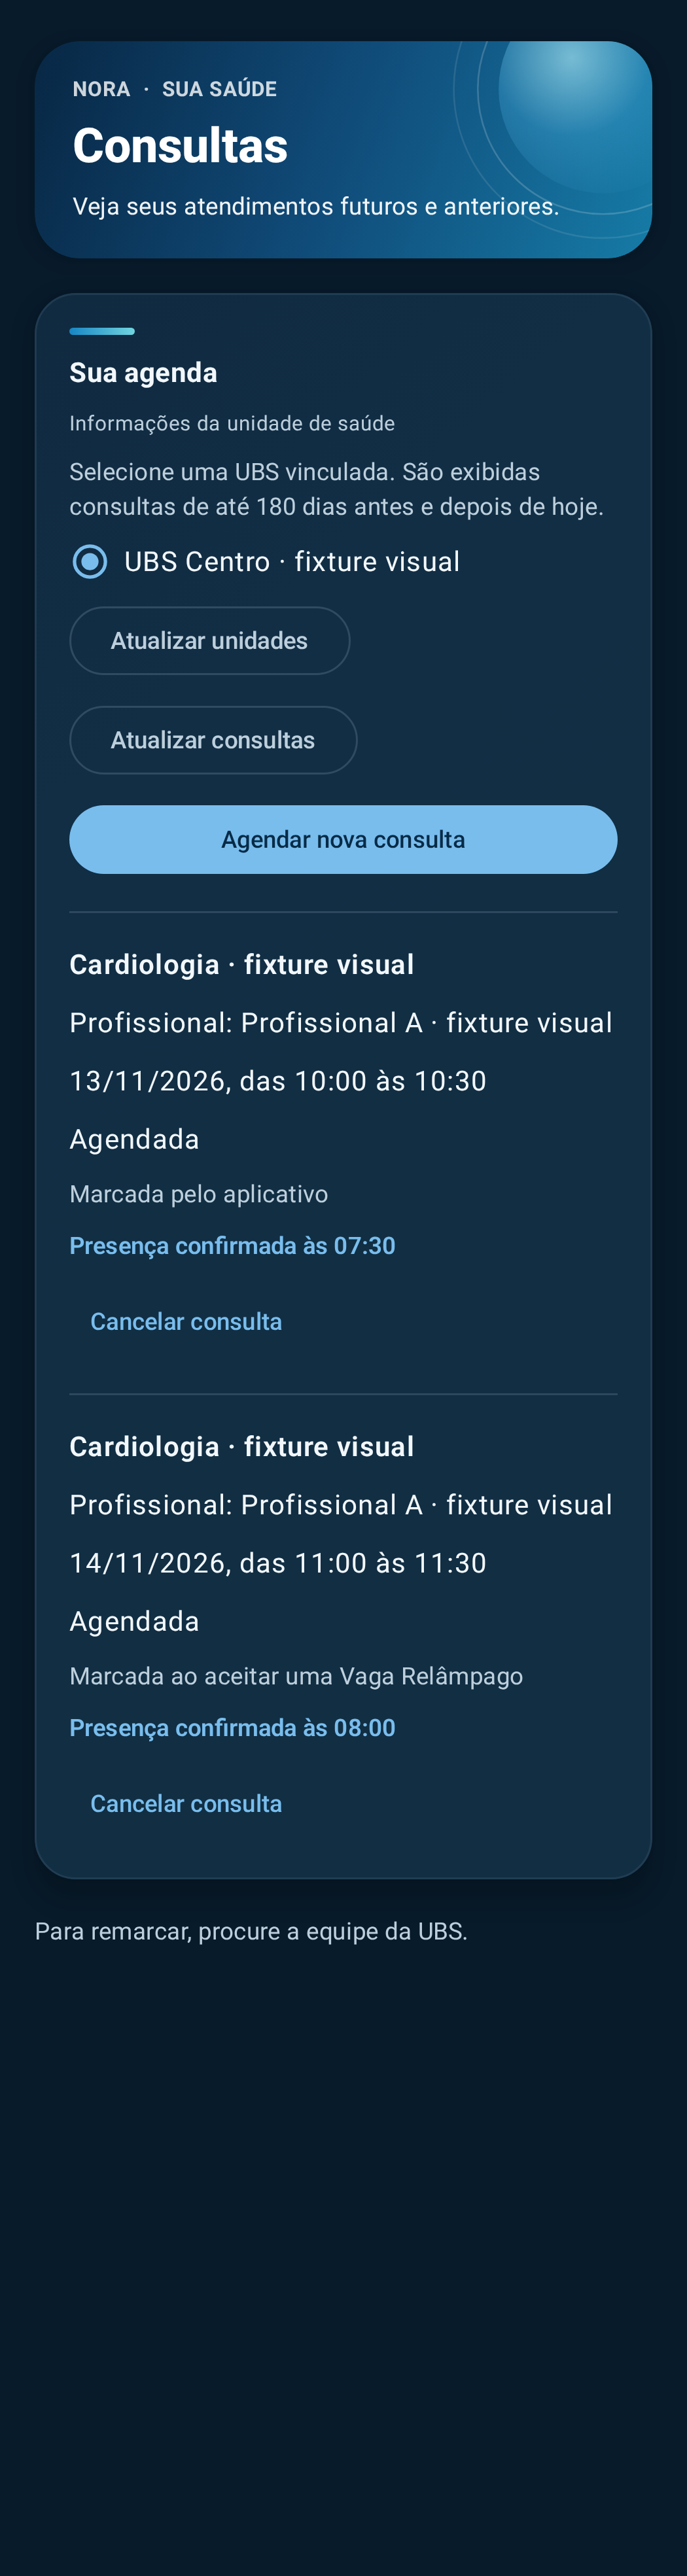 NORA · SUA SAÚDE
Consultas
Veja seus atendimentos futuros e anteriores.
Sua agenda
Informações da unidade de saúde
Selecione uma UBS vinculada. São exibidas
consultas de até 180 dias antes e depois de hoje.
UBS Centro · fixture visual
Atualizar unidades
Atualizar consultas
Agendar nova consulta
Cardiologia · fixture visual
Profissional: Profissional A · fixture visual
13/11/2026, das 10:00 às 10:30
Agendada
Marcada pelo aplicativo
Presença confirmada às 07:30
Cancelar consulta
Cardiologia · fixture visual
Profissional: Profissional A · fixture visual
14/11/2026, das 11:00 às 11:30
Agendada
Marcada ao aceitar uma Vaga Relâmpago
Presença confirmada às 08:00
Cancelar consulta
Para remarcar, procure a equipe da UBS.